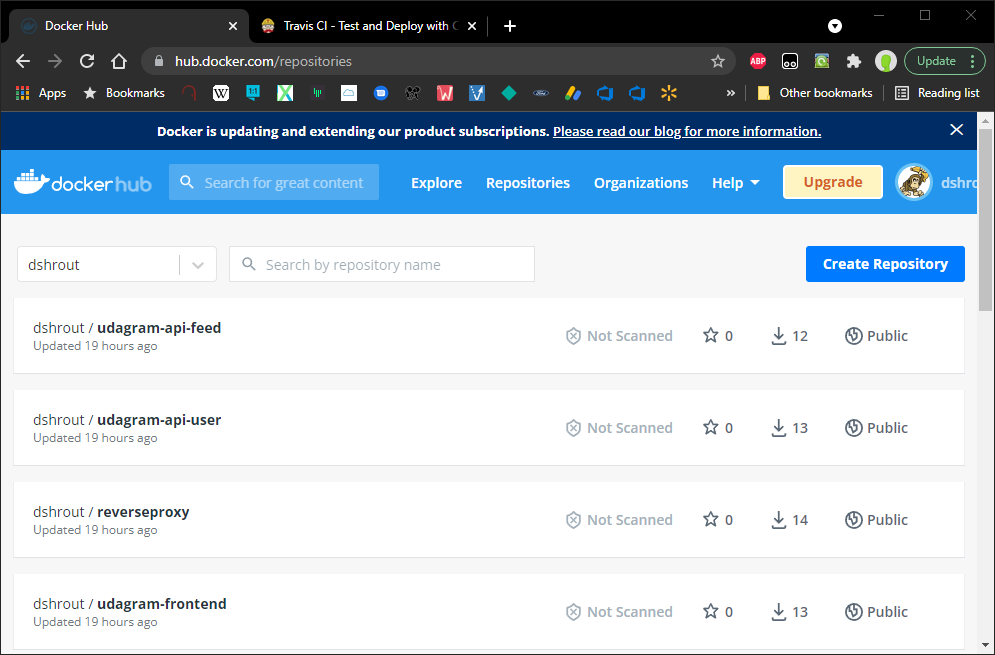 Docker Hub
Travis CI - Test and Deploy with
hub.docker.com/repositories
ABP
Update
Apps
Bookmarks
Other bookmarks
Reading list
Docker is updating and extending our product subscriptions. Please read our blog for more information.
dockerhub
Search for great content
Explore
Repositories
Organizations
Help
Upgrade
dshro
dshrout
Search by repository name
Create Repository
dshrout / udagram-api-feed
Updated 19 hours ago
Not Scanned
0
12
Public
dshrout / udagram-api-user
Updated 19 hours ago
Not Scanned
0
13
Public
dshrout / reverseproxy
Updated 19 hours ago
Not Scanned
0
14
Public
dshrout / udagram-frontend
Updated 19 hours ago
Not Scanned
0
13
Public